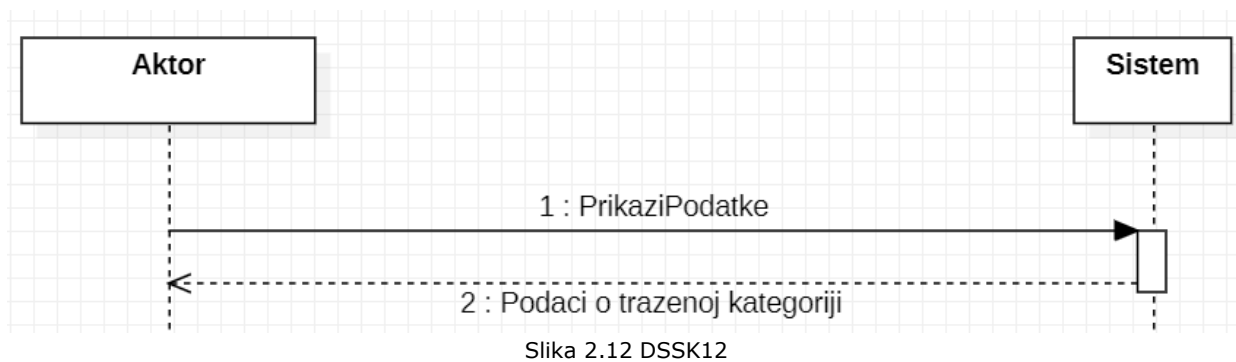 Aktor
Sistem
1 : PrikaziPodatke
2 : Podaci o trazenoj kategoriji
Slika 2.12 DSSK12